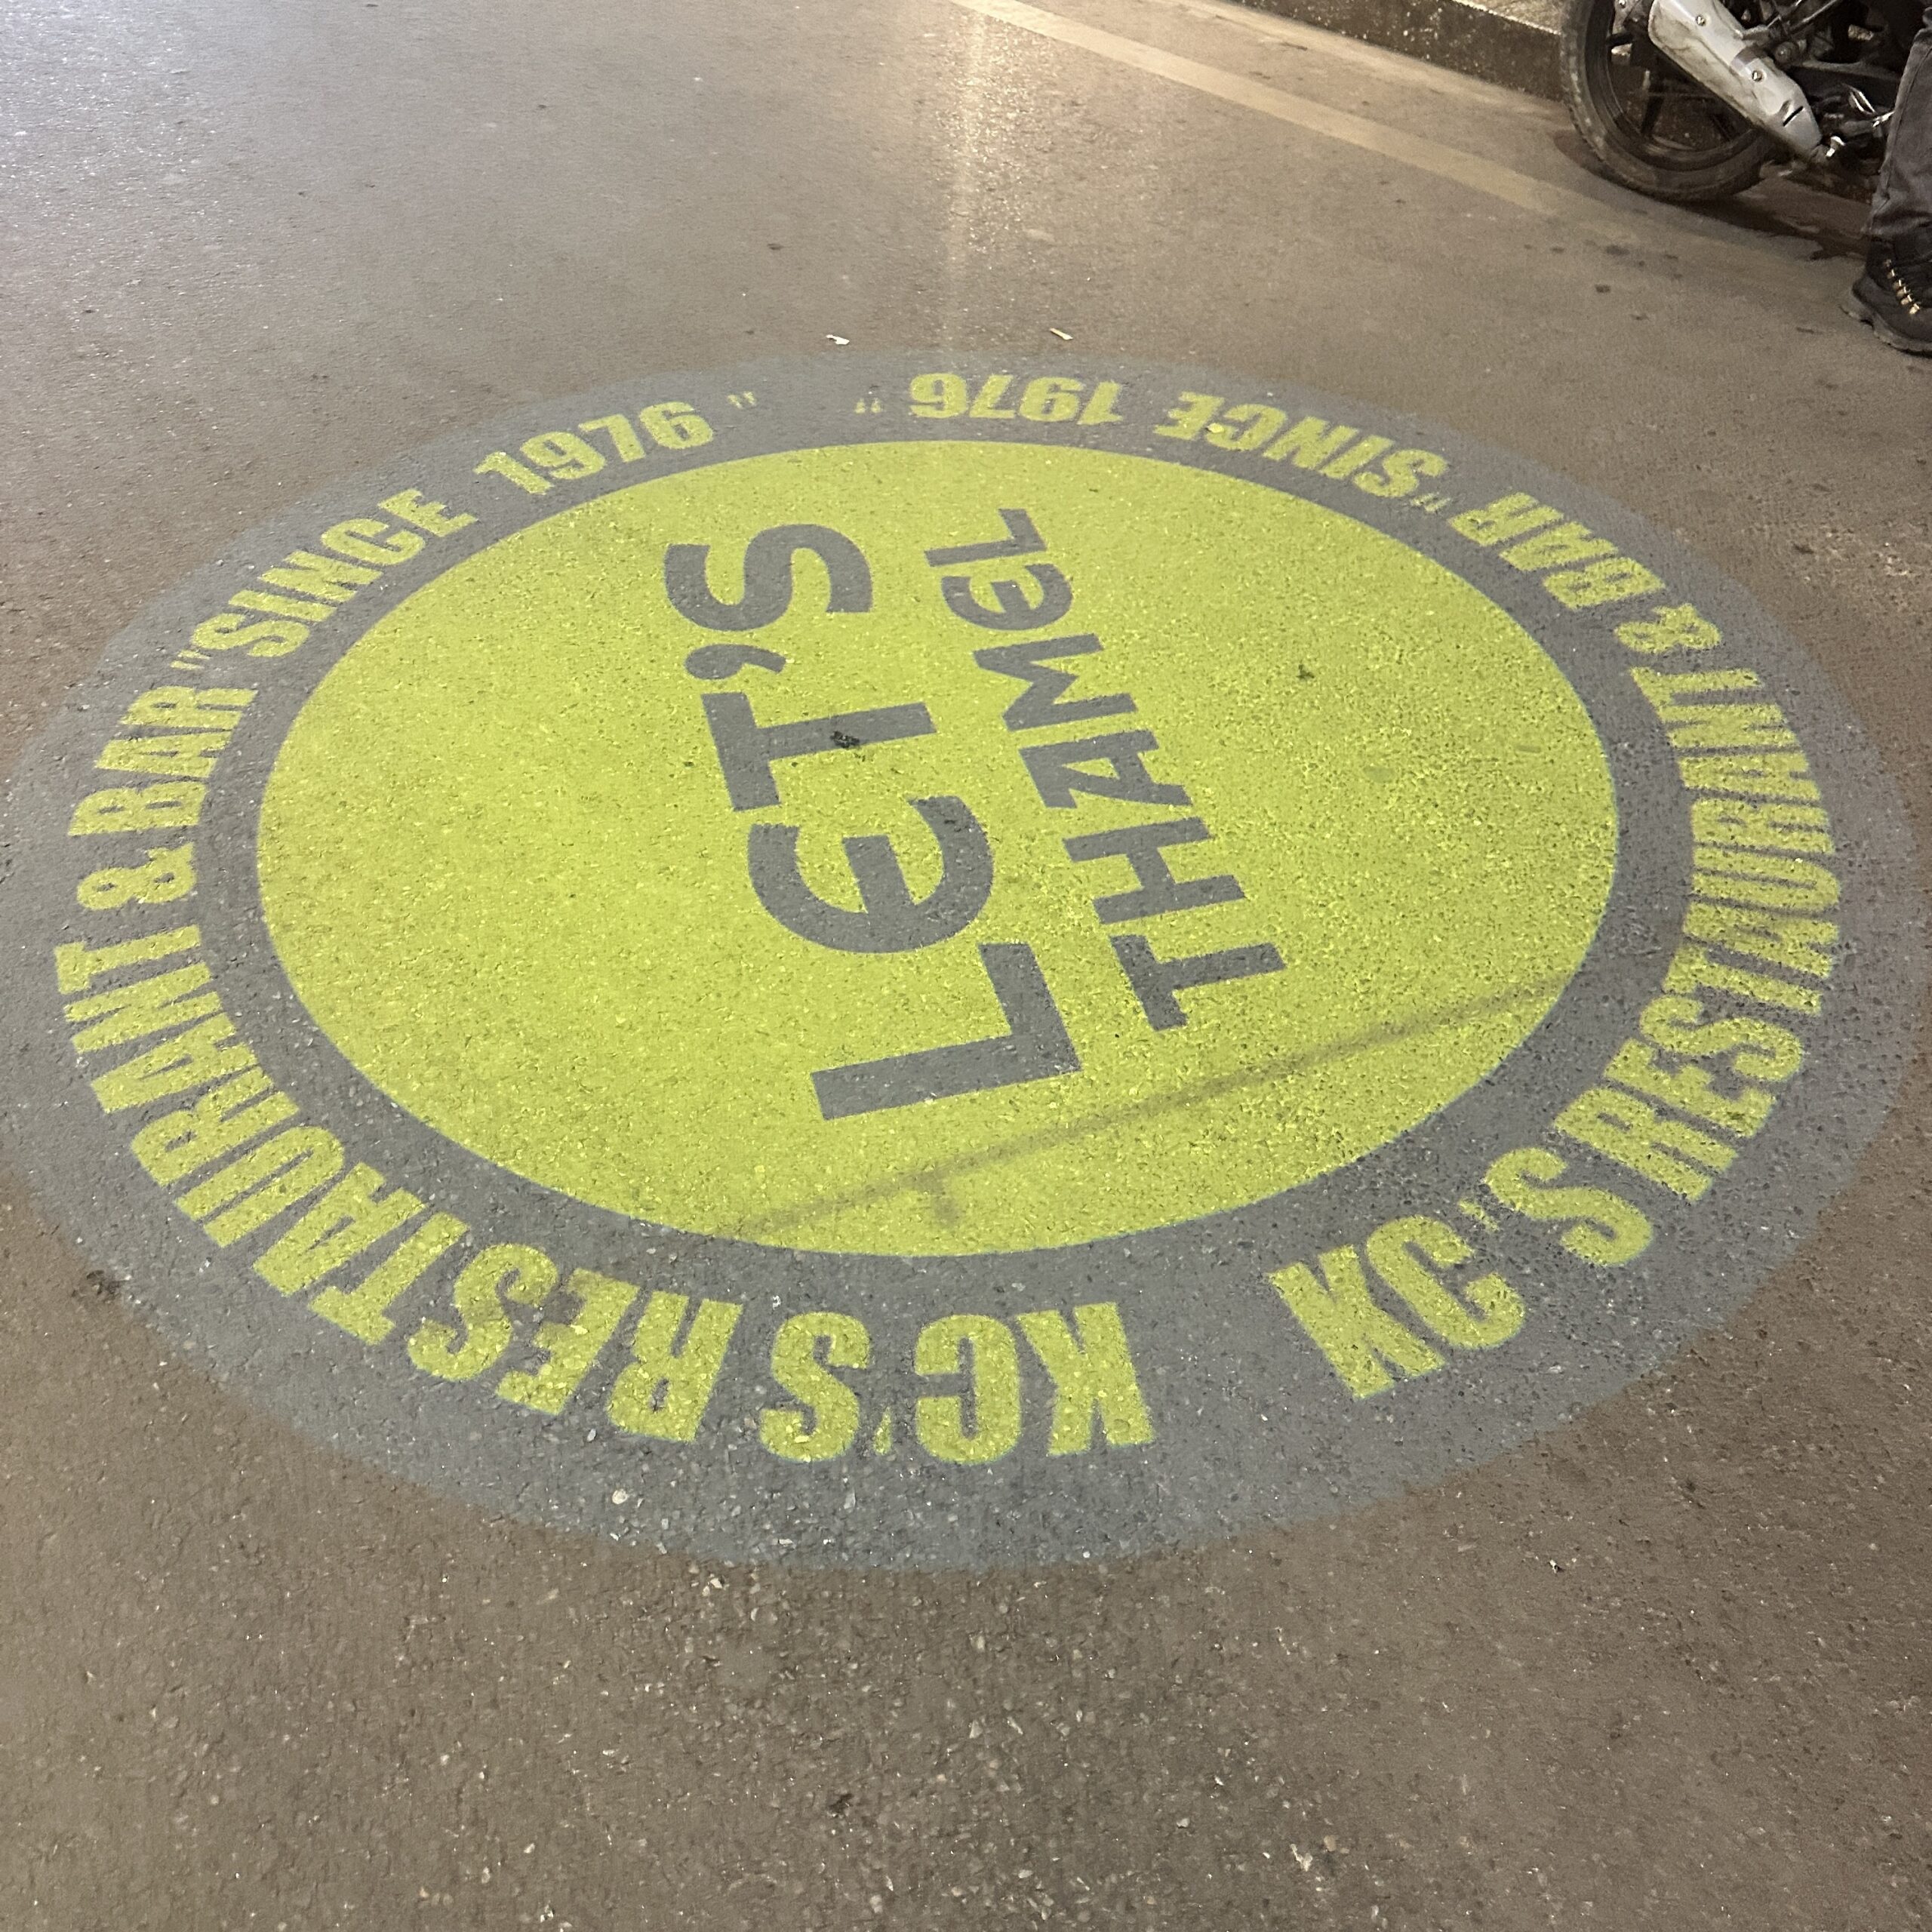 LET'S
THAMEL
KC'S RESTAURANT & BAR "SINCE 1976 "
KC'S RESTAURANT & BAR "SINCE 1976 "